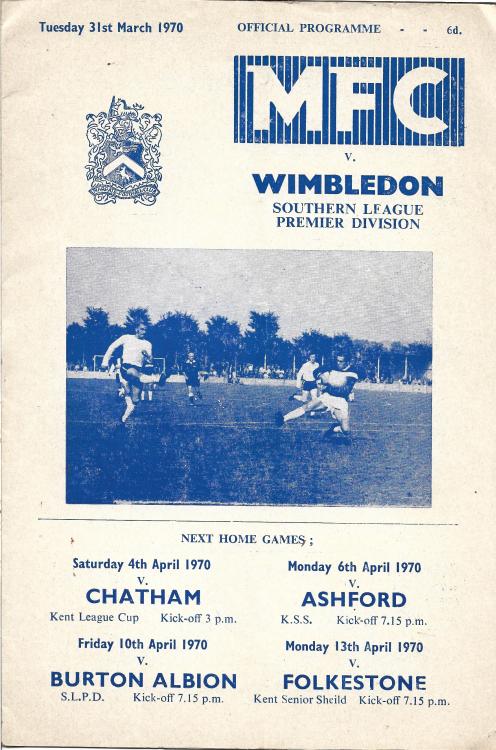 Tuesday 31st March 1970 OFFICIAL PROGRAMME - - 6d.
MFC
v.
WIMBLEDON
SOUTHERN LEAGUE
PREMIER DIVISION
NEXT HOME GAMES ;
Saturday 4th April 1970
v.
CHATHAM
Kent League Cup Kick-off 3 p.m.
Monday 6th April 1970
v.
ASHFORD
K.S.S. Kick-off 7.15 p.m.
Friday 10th April 1970
v.
BURTON ALBION
S.L.P.D. Kick-off 7.15 p.m.
Monday 13th April 1970
v.
FOLKESTONE
Kent Senior Sheild Kick-off 7.15 p.m.